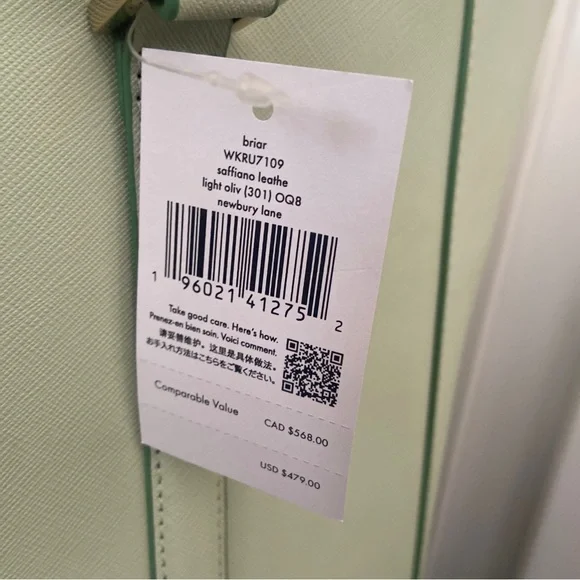 briar
WKRU7109
saffiano leathe
light oliv (301) OQ8
newbury lane
1 96021 41275 2
Take good care. Here's how.
Prenez-en bien soin. Voici comment.
请妥善维护。这里是具体做法。
お手入れ方法はこちらをご覧ください。
Comparable Value CAD $568.00
USD $479.00